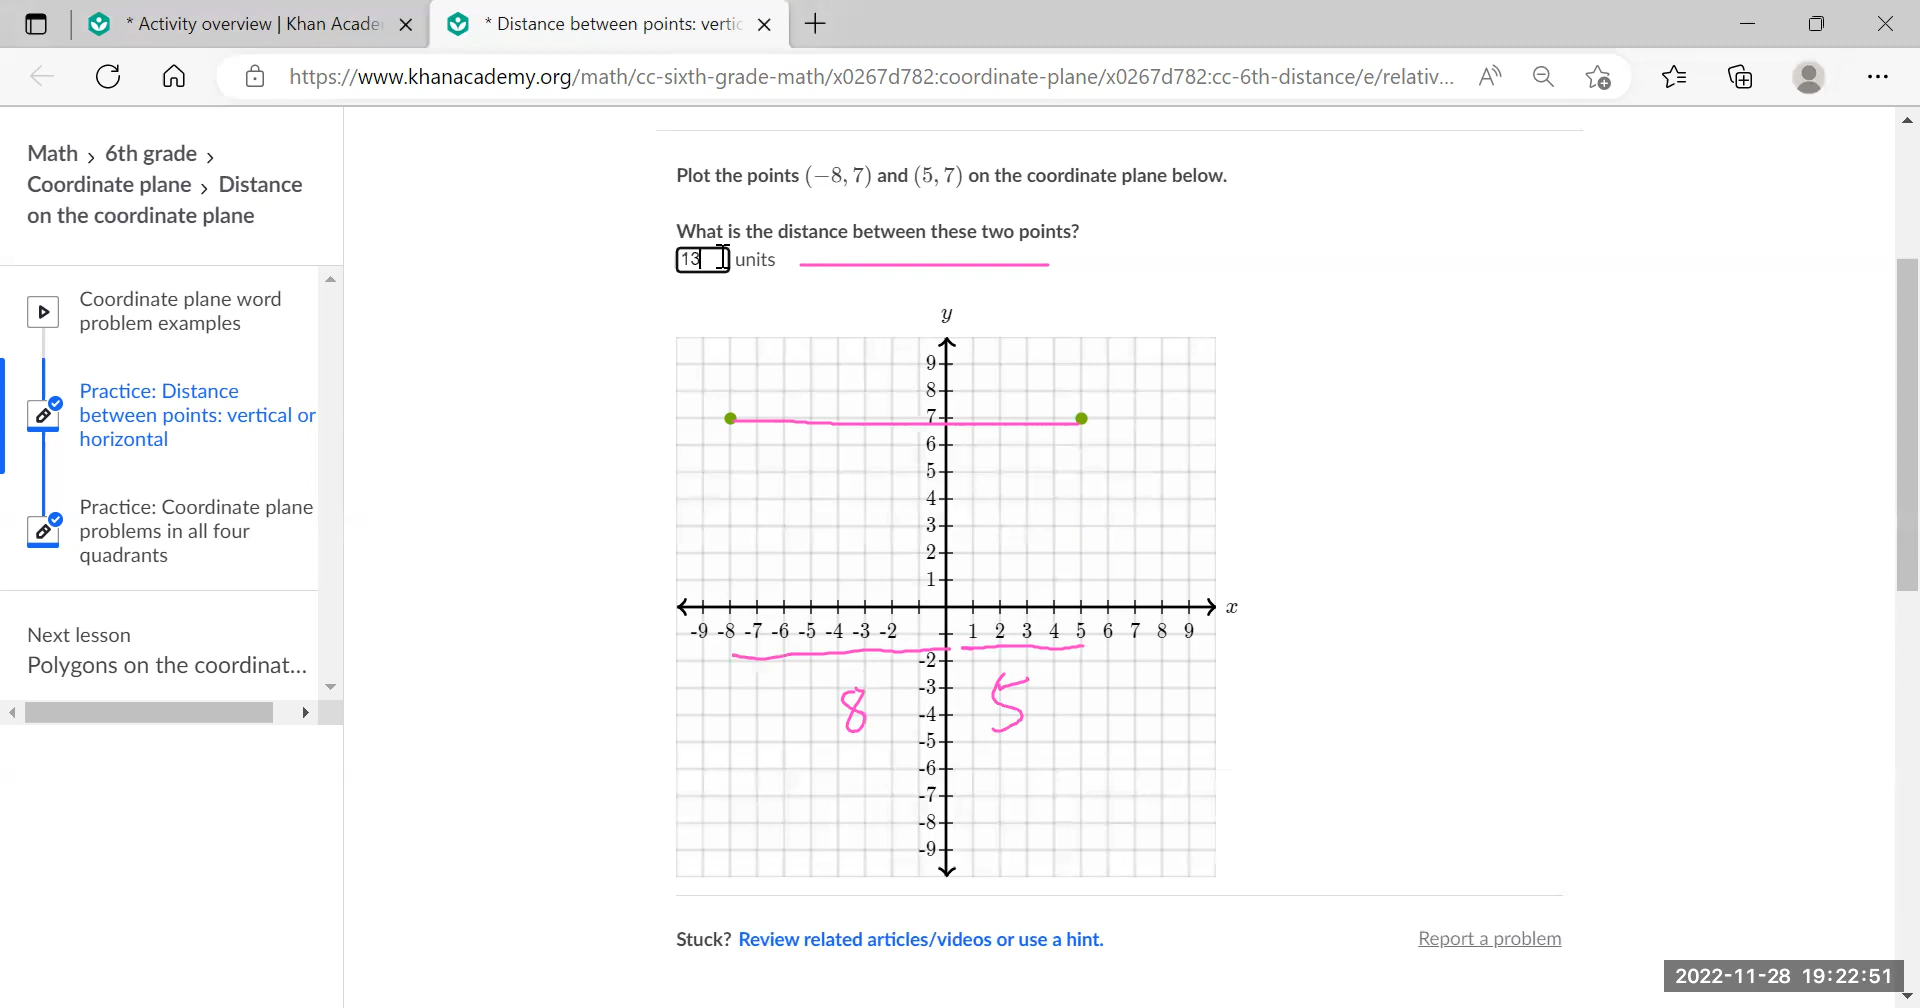 * Activity overview | Khan Acade
* Distance between points: vertic
https://www.khanacademy.org/math/cc-sixth-grade-math/x0267d782:coordinate-plane/x0267d782:cc-6th-distance/e/relativ...
Math > 6th grade >
Coordinate plane > Distance
on the coordinate plane
Coordinate plane word
problem examples
Practice: Distance
between points: vertical or
horizontal
Practice: Coordinate plane
problems in all four
quadrants
Next lesson
Polygons on the coordinat...
Plot the points (−8, 7) and (5, 7) on the coordinate plane below.
What is the distance between these two points?
13 units
y
9
8
7
6
5
4
3
2
1
x
-9 -8 -7 -6 -5 -4 -3 -2 1 2 3 4 5 6 7 8 9
-2
-3
-4
-5
-6
-7
-8
-9
8 5
Stuck? Review related articles/videos or use a hint.
Report a problem
2022-11-28 19:22:51